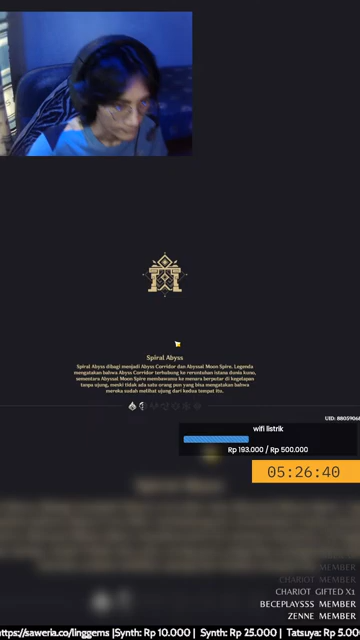 Spiral Abyss
Spiral Abyss dibagi menjadi Abyss Corridor dan Abyssal Moon Spire. Legenda
mengatakan bahwa Abyss Corridor terhubung ke reruntuhan istana dunia kuno,
sementara Abyssal Moon Spire membawamu ke menara berputar di kegelapan
tanpa ujung, meski tidak ada satu orang pun yang bisa mengatakan bahwa
mereka sudah melihat ujung dari kedua tempat itu.
UID: 8805906
wifi listrik
Rp 193.000 / Rp 500.000
05:26:40
MEMBER
CHARIOT MEMBER
CHARIOT GIFTED X1
BECEPLAYSSS MEMBER
ZENNE MEMBER
https://saweria.co/linggems |Synth: Rp 10.000 | Synth: Rp 25.000 | Tatsuya: Rp 5.00